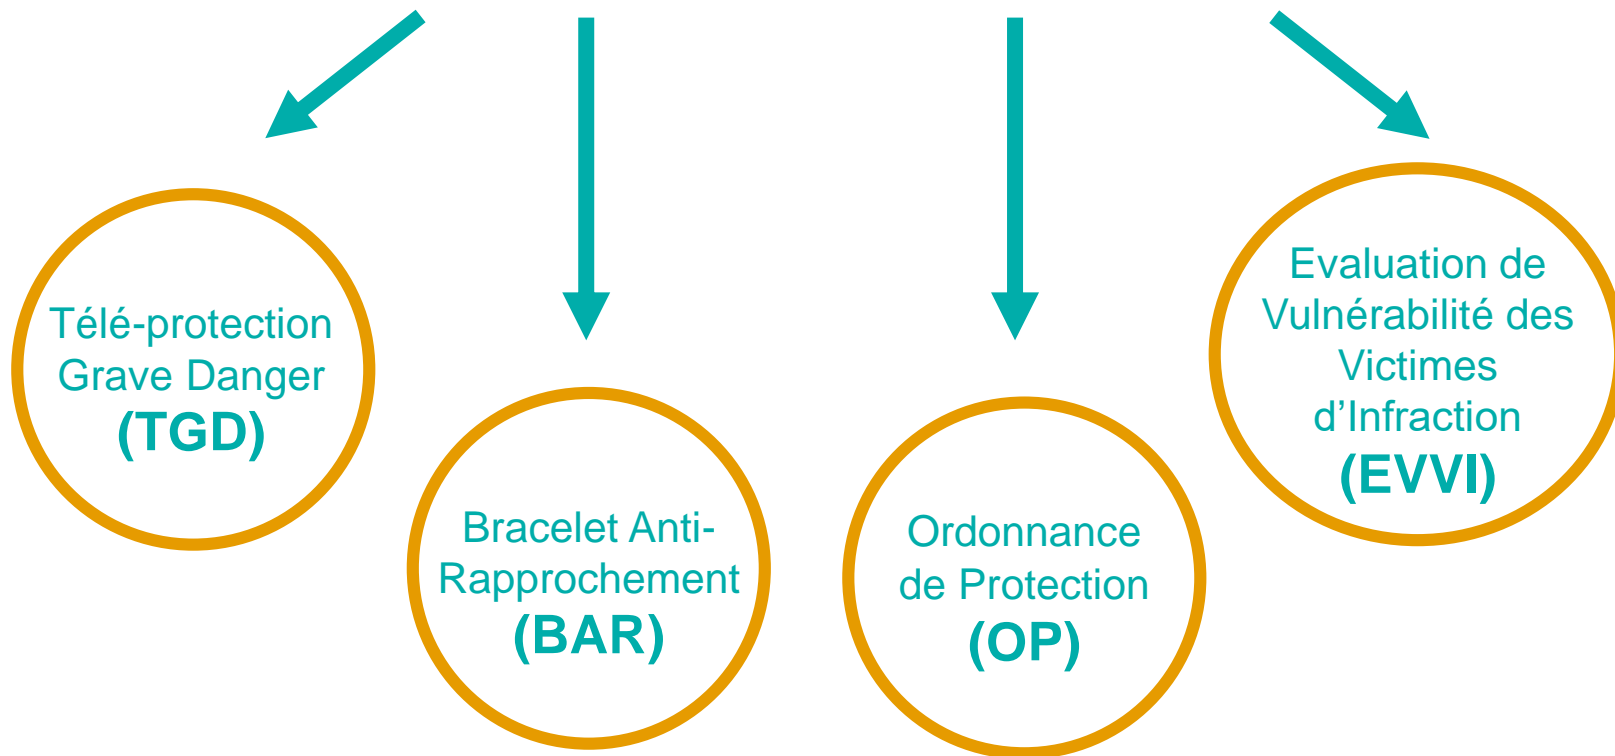 Télé-protection
Grave Danger
(TGD)
Bracelet Anti-
Rapprochement
(BAR)
Ordonnance
de Protection
(OP)
Evaluation de
Vulnérabilité des
Victimes
d’Infraction
(EVVI)